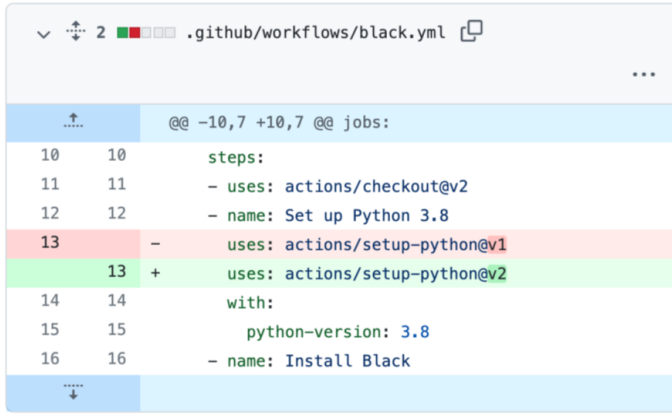 2 .github/workflows/black.yml
...
@@ -10,7 +10,7 @@ jobs:
10 10 steps:
11 11 - uses: actions/checkout@v2
12 12 - name: Set up Python 3.8
13 - uses: actions/setup-python@v1
13 + uses: actions/setup-python@v2
14 14 with:
15 15 python-version: 3.8
16 16 - name: Install Black